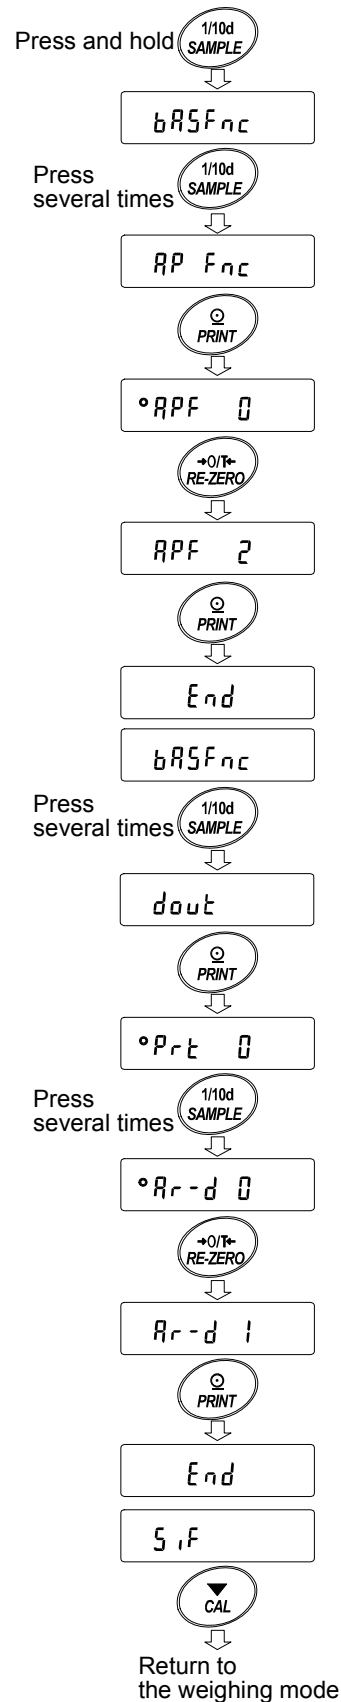 Press and hold
1/10d
SAMPLE
bASFnc
Press
several times
1/10d
SAMPLE
AP Fnc
PRINT
°APF 0
→0/T←
RE-ZERO
APF 2
PRINT
End
bASFnc
Press
several times
1/10d
SAMPLE
dout
PRINT
°Prt 0
Press
several times
1/10d
SAMPLE
°Ar-d 0
→0/T←
RE-ZERO
Ar-d 1
PRINT
End
SiF
CAL
Return to
the weighing mode